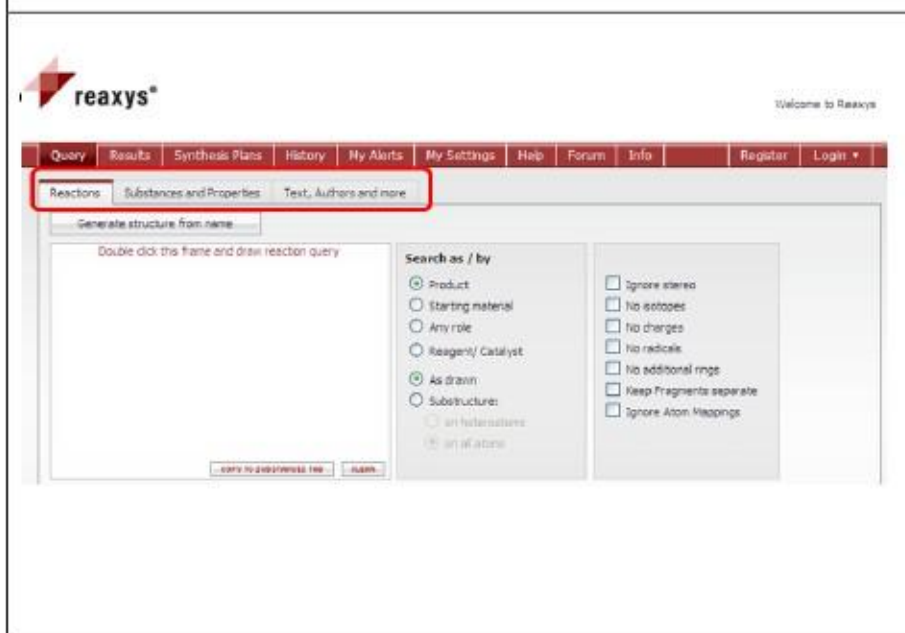 reaxys®
Welcome to Reaxys
Query Results Synthesis Plans History My Alerts My Settings Help Forum Info Register Login
Reactions Substances and Properties Text, Authors and more
Generate structure from name
Double click this frame and draw reaction query
Search as / by
Product
Starting material
Any role
Reagent/ Catalyst
As drawn
Substructure:
on heteroatoms
on all atoms
Ignore stereo
No isotopes
No charges
No radicals
No additional rings
Keep Fragments separate
Ignore Atom Mappings